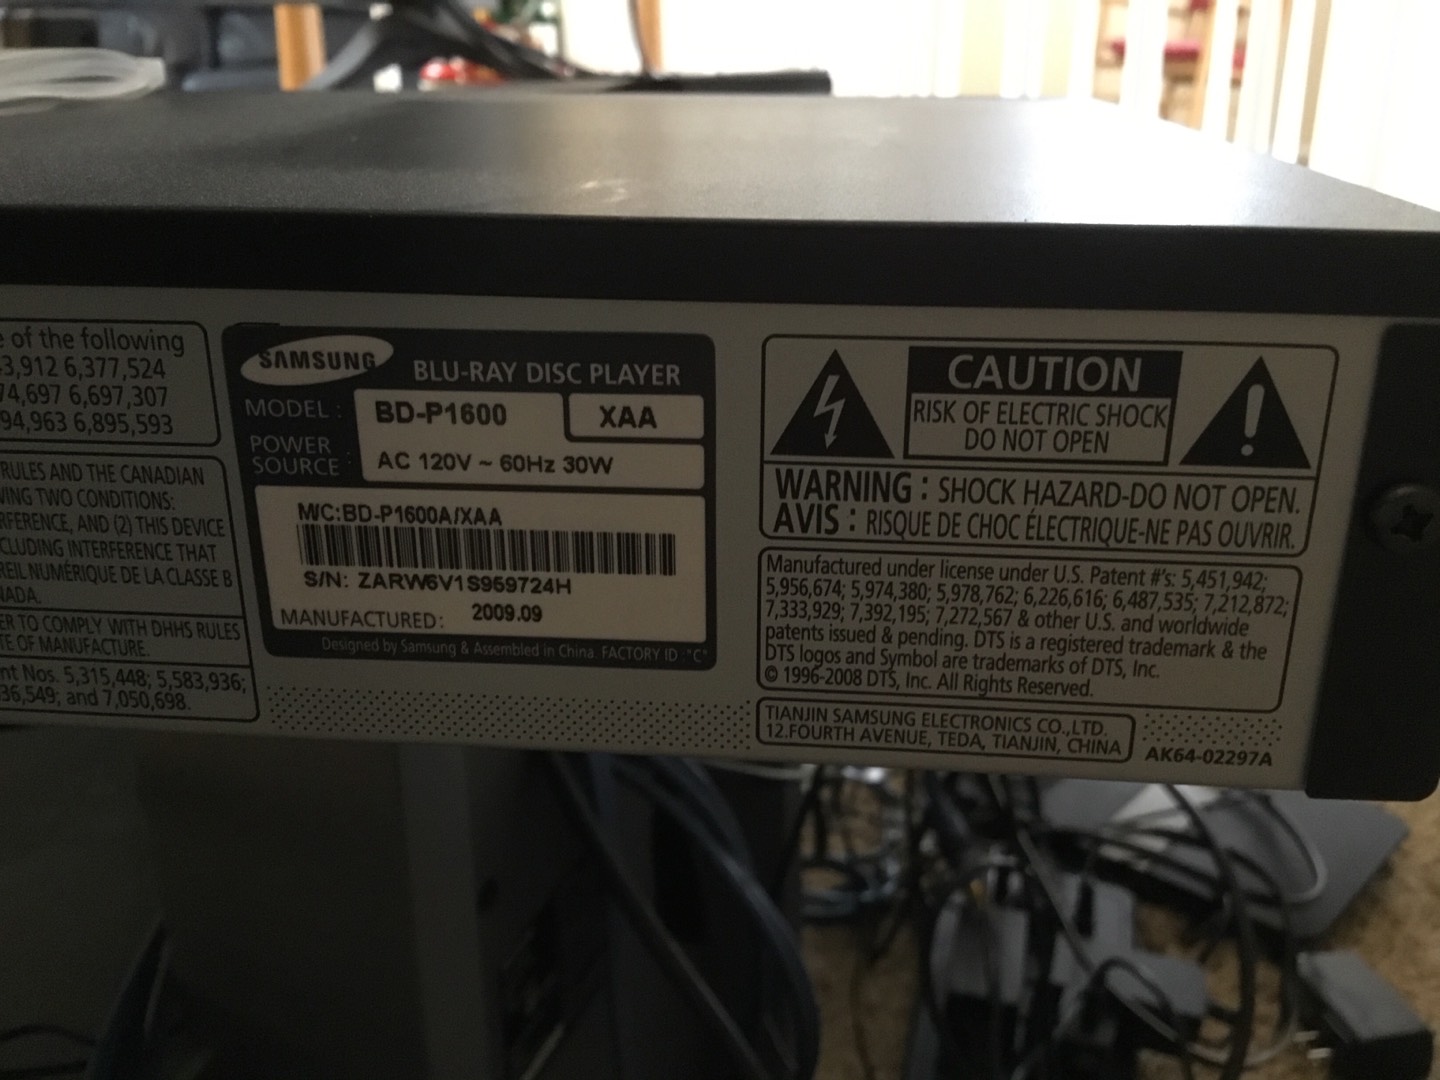 e of the following
3,912 6,377,524
74,697 6,697,307
94,963 6,895,593
RULES AND THE CANADIAN
ING TWO CONDITIONS:
RFERENCE, AND (2) THIS DEVICE
CLUDING INTERFERENCE THAT
REIL NUMÉRIQUE DE LA CLASSE B
NADA.
ER TO COMPLY WITH DHHS RULES
TE OF MANUFACTURE.
nt Nos. 5,315,448; 5,583,936;
36,549; and 7,050,698.
SAMSUNG
BLU-RAY DISC PLAYER
MODEL : BD-P1600 XAA
POWER SOURCE : AC 120V ~ 60Hz 30W
M/C:BD-P1600A/XAA
S/N: ZARW6V1S959724H
MANUFACTURED: 2009.09
Designed by Samsung & Assembled in China. FACTORY ID :"C"
CAUTION
RISK OF ELECTRIC SHOCK
DO NOT OPEN
WARNING : SHOCK HAZARD-DO NOT OPEN.
AVIS : RISQUE DE CHOC ÉLECTRIQUE-NE PAS OUVRIR.
Manufactured under license under U.S. Patent #'s: 5,451,942;
5,956,674; 5,974,380; 5,978,762; 6,226,616; 6,487,535; 7,212,872;
7,333,929; 7,392,195; 7,272,567 & other U.S. and worldwide
patents issued & pending. DTS is a registered trademark & the
DTS logos and Symbol are trademarks of DTS, Inc.
© 1996-2008 DTS, Inc. All Rights Reserved.
TIANJIN SAMSUNG ELECTRONICS CO.,LTD.
12.FOURTH AVENUE, TEDA, TIANJIN, CHINA
AK64-02297A